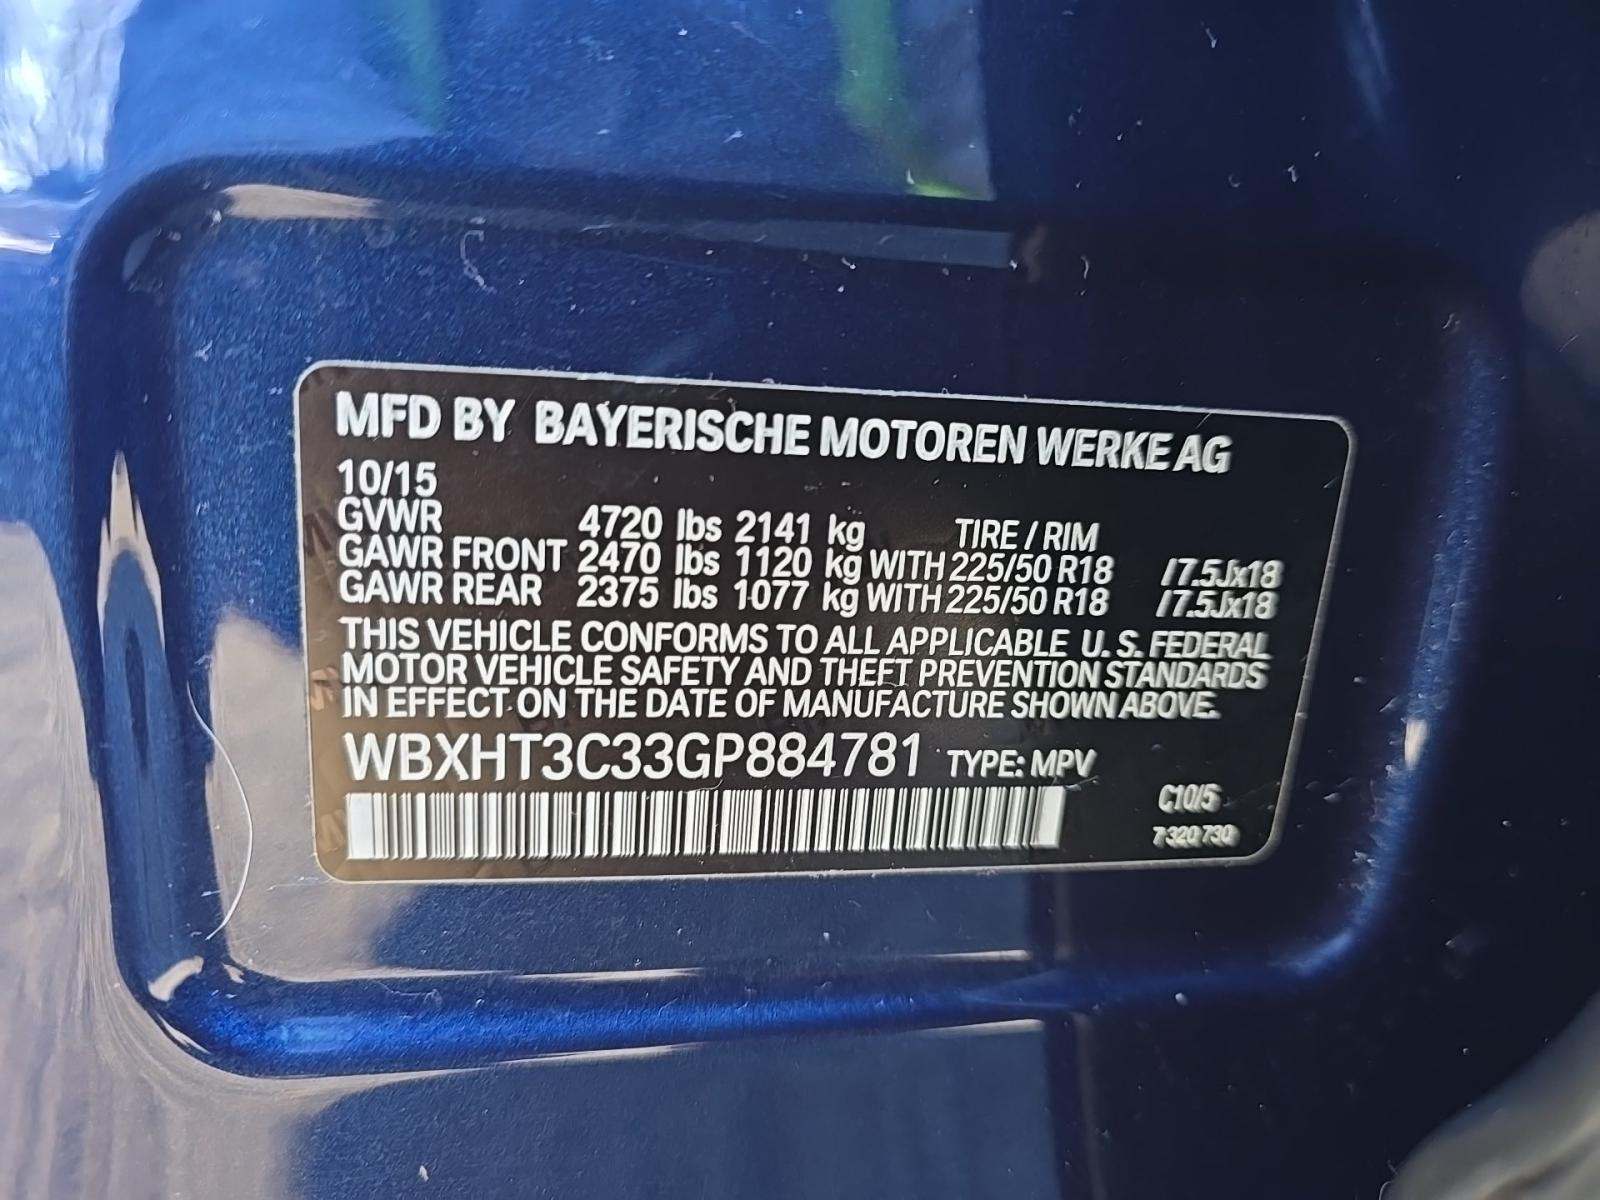 MFD BY BAYERISCHE MOTOREN WERKE AG
10/15
GVWR 4720 lbs 2141 kg TIRE / RIM
GAWR FRONT 2470 lbs 1120 kg WITH 225/50 R18 / 7.5Jx18
GAWR REAR 2375 lbs 1077 kg WITH 225/50 R18 / 7.5Jx18
THIS VEHICLE CONFORMS TO ALL APPLICABLE U. S. FEDERAL
MOTOR VEHICLE SAFETY AND THEFT PREVENTION STANDARDS
IN EFFECT ON THE DATE OF MANUFACTURE SHOWN ABOVE.
WBXHT3C33GP884781 TYPE: MPV
C10/5
7 320 730